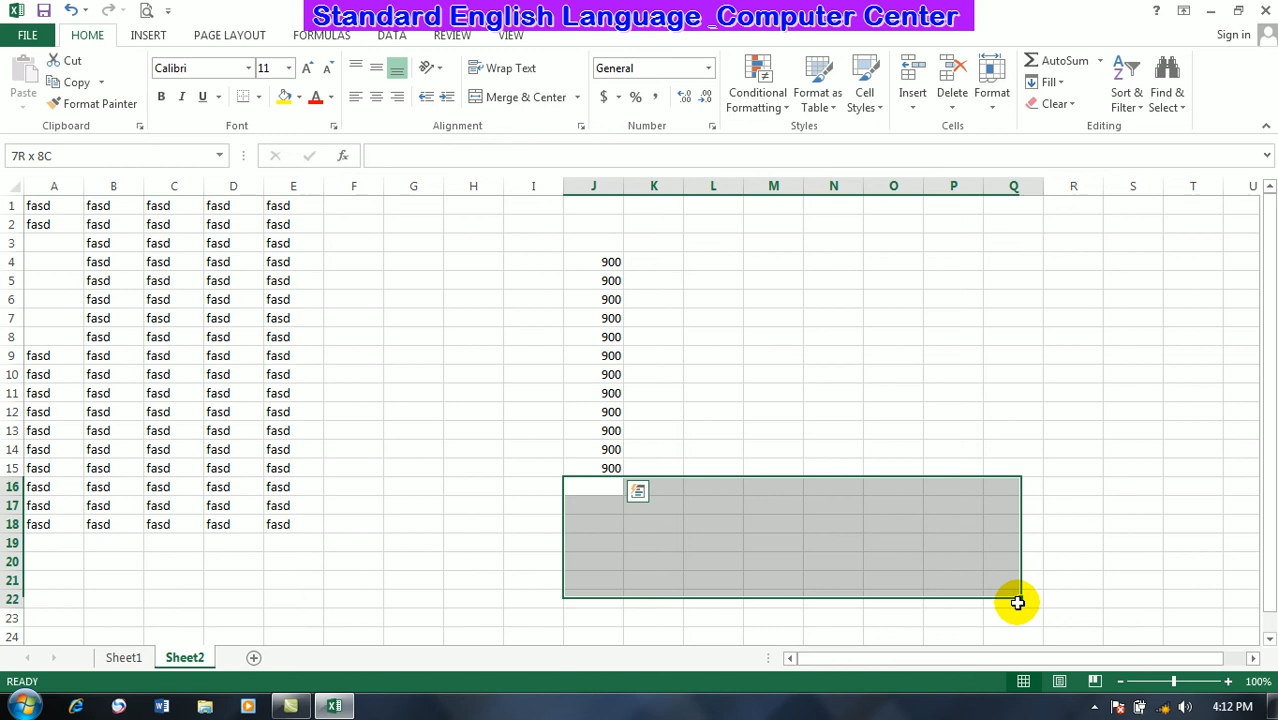 Standard English Language _Computer Center
FILE HOME INSERT PAGE LAYOUT FORMULAS DATA REVIEW VIEW Sign in
Cut
Copy
Format Painter
Paste
Clipboard
Calibri 11
B I U A
Font
Wrap Text
Merge & Center
Alignment
General
$ % ,
Number
Conditional Formatting
Format as Table
Cell Styles
Styles
Insert Delete Format
Cells
AutoSum
Fill
Clear
Sort & Filter
Find & Select
Editing
7R x 8C fx
A B C D E F G H I J K L M N O P Q R S T U
1 fasd fasd fasd fasd fasd
2 fasd fasd fasd fasd fasd
3 fasd fasd fasd fasd
4 fasd fasd fasd fasd 900
5 fasd fasd fasd fasd 900
6 fasd fasd fasd fasd 900
7 fasd fasd fasd fasd 900
8 fasd fasd fasd fasd 900
9 fasd fasd fasd fasd fasd 900
10 fasd fasd fasd fasd fasd 900
11 fasd fasd fasd fasd fasd 900
12 fasd fasd fasd fasd fasd 900
13 fasd fasd fasd fasd fasd 900
14 fasd fasd fasd fasd fasd 900
15 fasd fasd fasd fasd fasd 900
16 fasd fasd fasd fasd fasd
17 fasd fasd fasd fasd fasd
18 fasd fasd fasd fasd fasd
19
20
21
22
23
24
Sheet1 Sheet2
READY 100%
4:12 PM